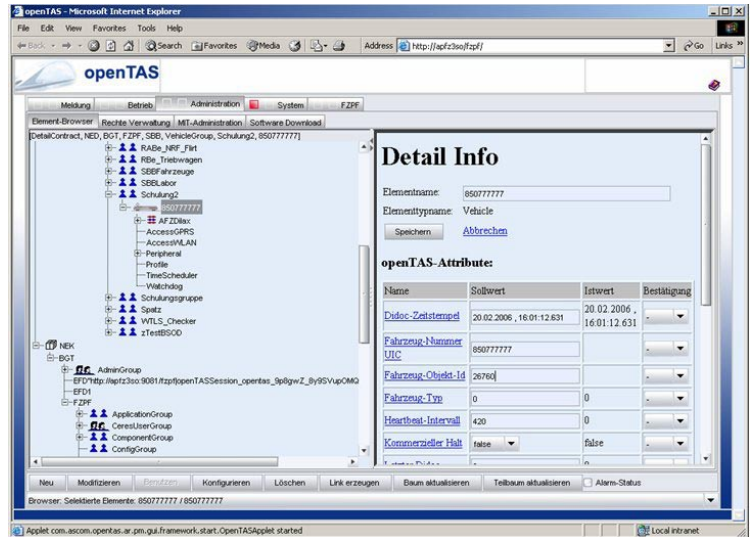 openTAS - Microsoft Internet Explorer
File Edit View Favorites Tools Help
Back Search Favorites Media Address http://apfz3so/fzpf/ Go Links »
openTAS
Meldung Betrieb Administration System FZPF
Element-Browser Rechte Verwaltung MIT-Administration Software Download
[DetailContract, NED, BGT, FZPF, SBB, VehicleGroup, Schulung2, 850777777]
RABe_NRF_Flirt
RBe_Triebwagen
SBBFahrzeuge
SBBLabor
Schulung2
850777777
AFZDilax
AccessGPRS
AccessWLAN
Peripheral
Profile
TimeScheduler
Watchdog
Schulungsgruppe
Spatz
WTLS_Checker
zTestBSOD
NEK
BGT
AdminGroup
EFD"http://apfz3so:9081/fzpf|openTASSession_opentas_9p8gwZ_8y9SVupOMQ
EFD1
FZPF
ApplicationGroup
CeresUserGroup
ComponentGroup
ConfigGroup
Detail Info
Elementname: 850777777
Elementtypname: Vehicle
Speichern Abbrechen
openTAS-Attribute:
Name Sollwert Istwert Bestätigung
Didoc-Zeitstempel 20.02.2006 , 16:01:12.631 20.02.2006 , 16:01:12.631 -
Fahrzeug-Nummer UIC 850777777 -
Fahrzeug-Objekt-Id 26760 -
Fahrzeug-Typ 0 0 -
Heartbeat-Intervall 420 0 -
Kommerzieller Halt false false -
Neu Modifizieren Benutzen Konfigurieren Löschen Link erzeugen Baum aktualisieren Teilbaum aktualisieren Alarm-Status
Browser: Selektierte Elemente: 850777777 / 850777777
Applet com.ascom.opentas.ar.pm.gui.framework.start.OpenTASApplet started Local intranet